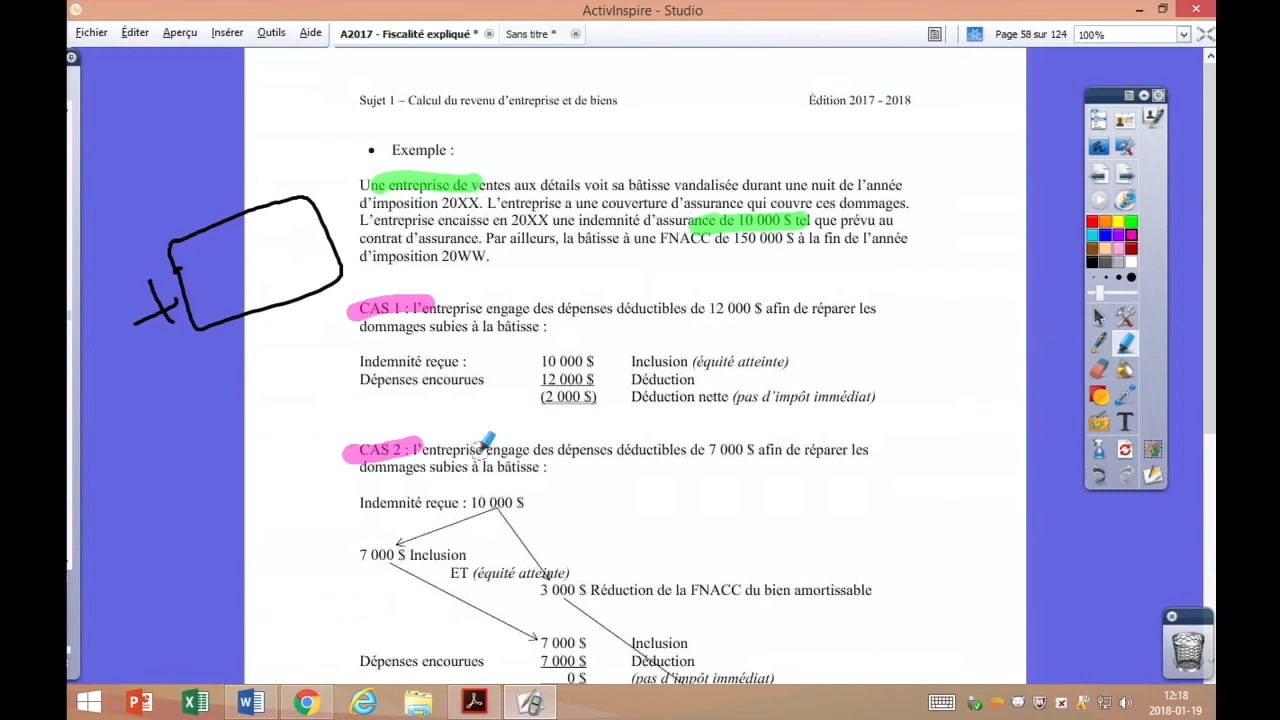 ActivInspire - Studio
Fichier Éditer Aperçu Insérer Outils Aide A2017 - Fiscalité expliqué * Sans titre * Page 58 sur 124 100%
Sujet 1 – Calcul du revenu d'entreprise et de biens Édition 2017 - 2018
• Exemple :
Une entreprise de ventes aux détails voit sa bâtisse vandalisée durant une nuit de l'année
d'imposition 20XX. L'entreprise a une couverture d'assurance qui couvre ces dommages.
L'entreprise encaisse en 20XX une indemnité d'assurance de 10 000 $ tel que prévu au
contrat d'assurance. Par ailleurs, la bâtisse à une FNACC de 150 000 $ à la fin de l'année
d'imposition 20WW.
CAS 1 : l'entreprise engage des dépenses déductibles de 12 000 $ afin de réparer les
dommages subies à la bâtisse :
Indemnité reçue : 10 000 $ Inclusion (équité atteinte)
Dépenses encourues 12 000 $ Déduction
(2 000 $) Déduction nette (pas d'impôt immédiat)
CAS 2 : l'entreprise engage des dépenses déductibles de 7 000 $ afin de réparer les
dommages subies à la bâtisse :
Indemnité reçue : 10 000 $
7 000 $ Inclusion
ET (équité atteinte)
3 000 $ Réduction de la FNACC du bien amortissable
7 000 $ Inclusion
Dépenses encourues 7 000 $ Déduction
0 $ (pas d'impôt immédiat)
12:18
2018-01-19